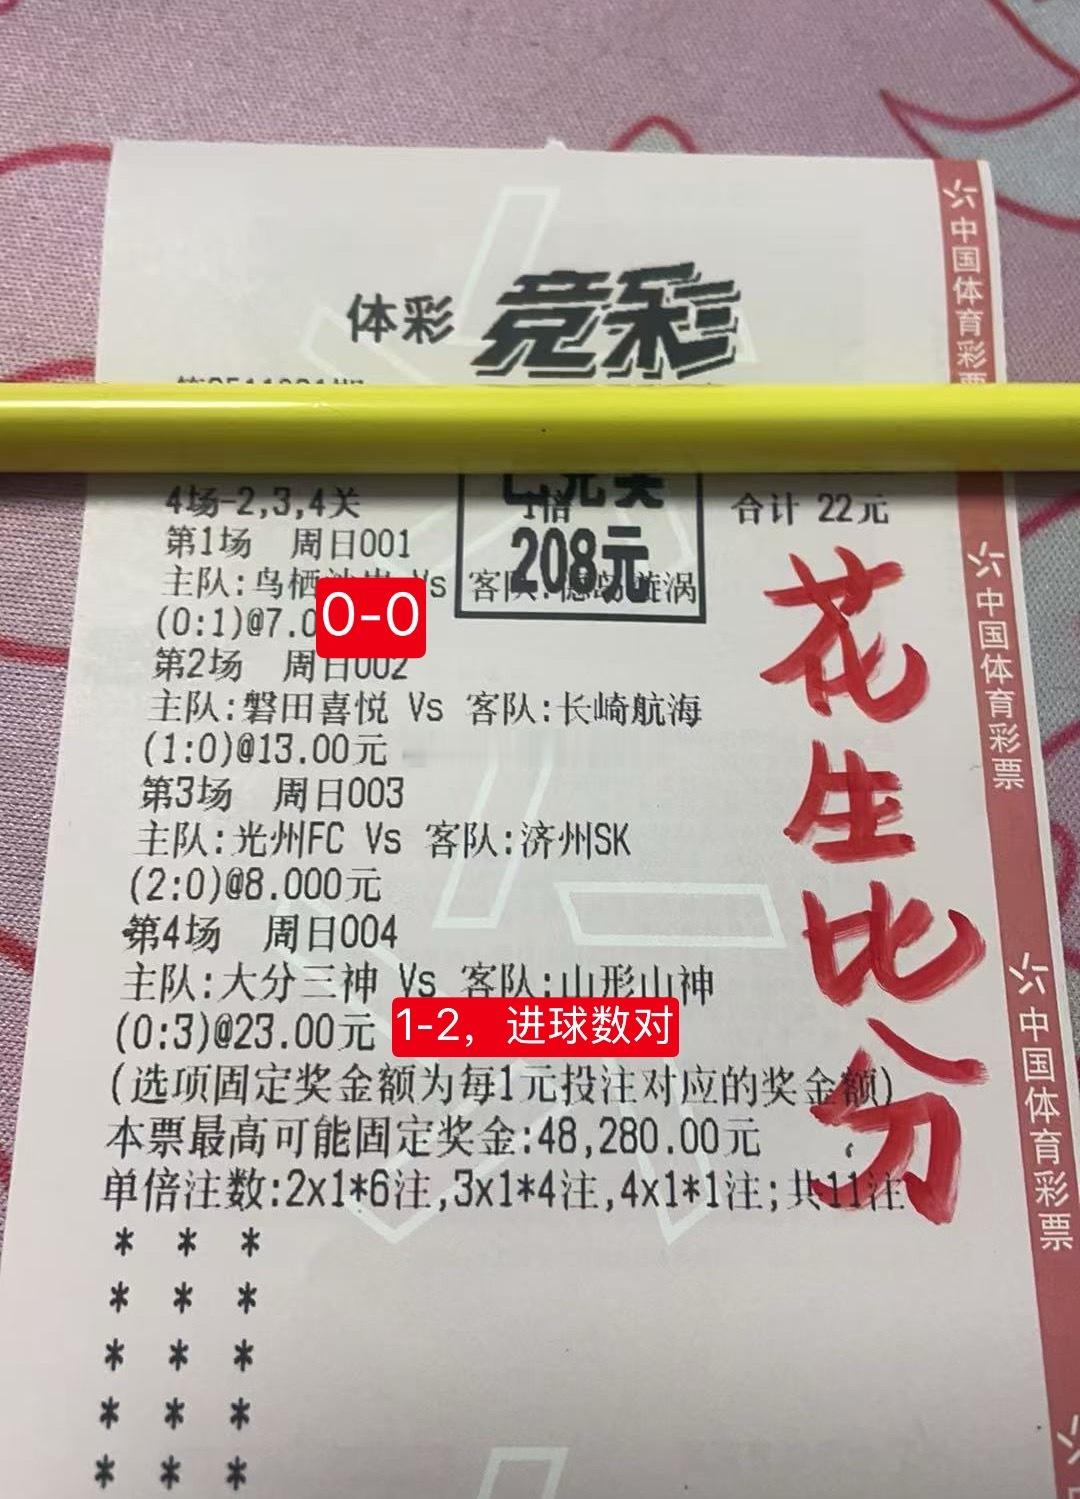 体彩 竞彩
4场-2,3,4关 1倍 合计 22元
208元
第1场 周日001
主队:鸟栖 Vs 客队:德岛漩涡
(0:1)@7.0
0-0
第2场 周日002
主队:磐田喜悦 Vs 客队:长崎航海
(1:0)@13.00元
第3场 周日003
主队:光州FC Vs 客队:济州SK
(2:0)@8.000元
第4场 周日004
主队:大分三神 Vs 客队:山形山神
(0:3)@23.00元
1-2，进球数对
(选项固定奖金额为每1元投注对应的奖金额)
本票最高可能固定奖金:48,280.00元
单倍注数:2x1*6注,3x1*4注,4x1*1注;共11注
* * *
* * *
* * *
* * *
* * *
花生比分
中国体育彩票
中国体育彩票
中国体育彩票